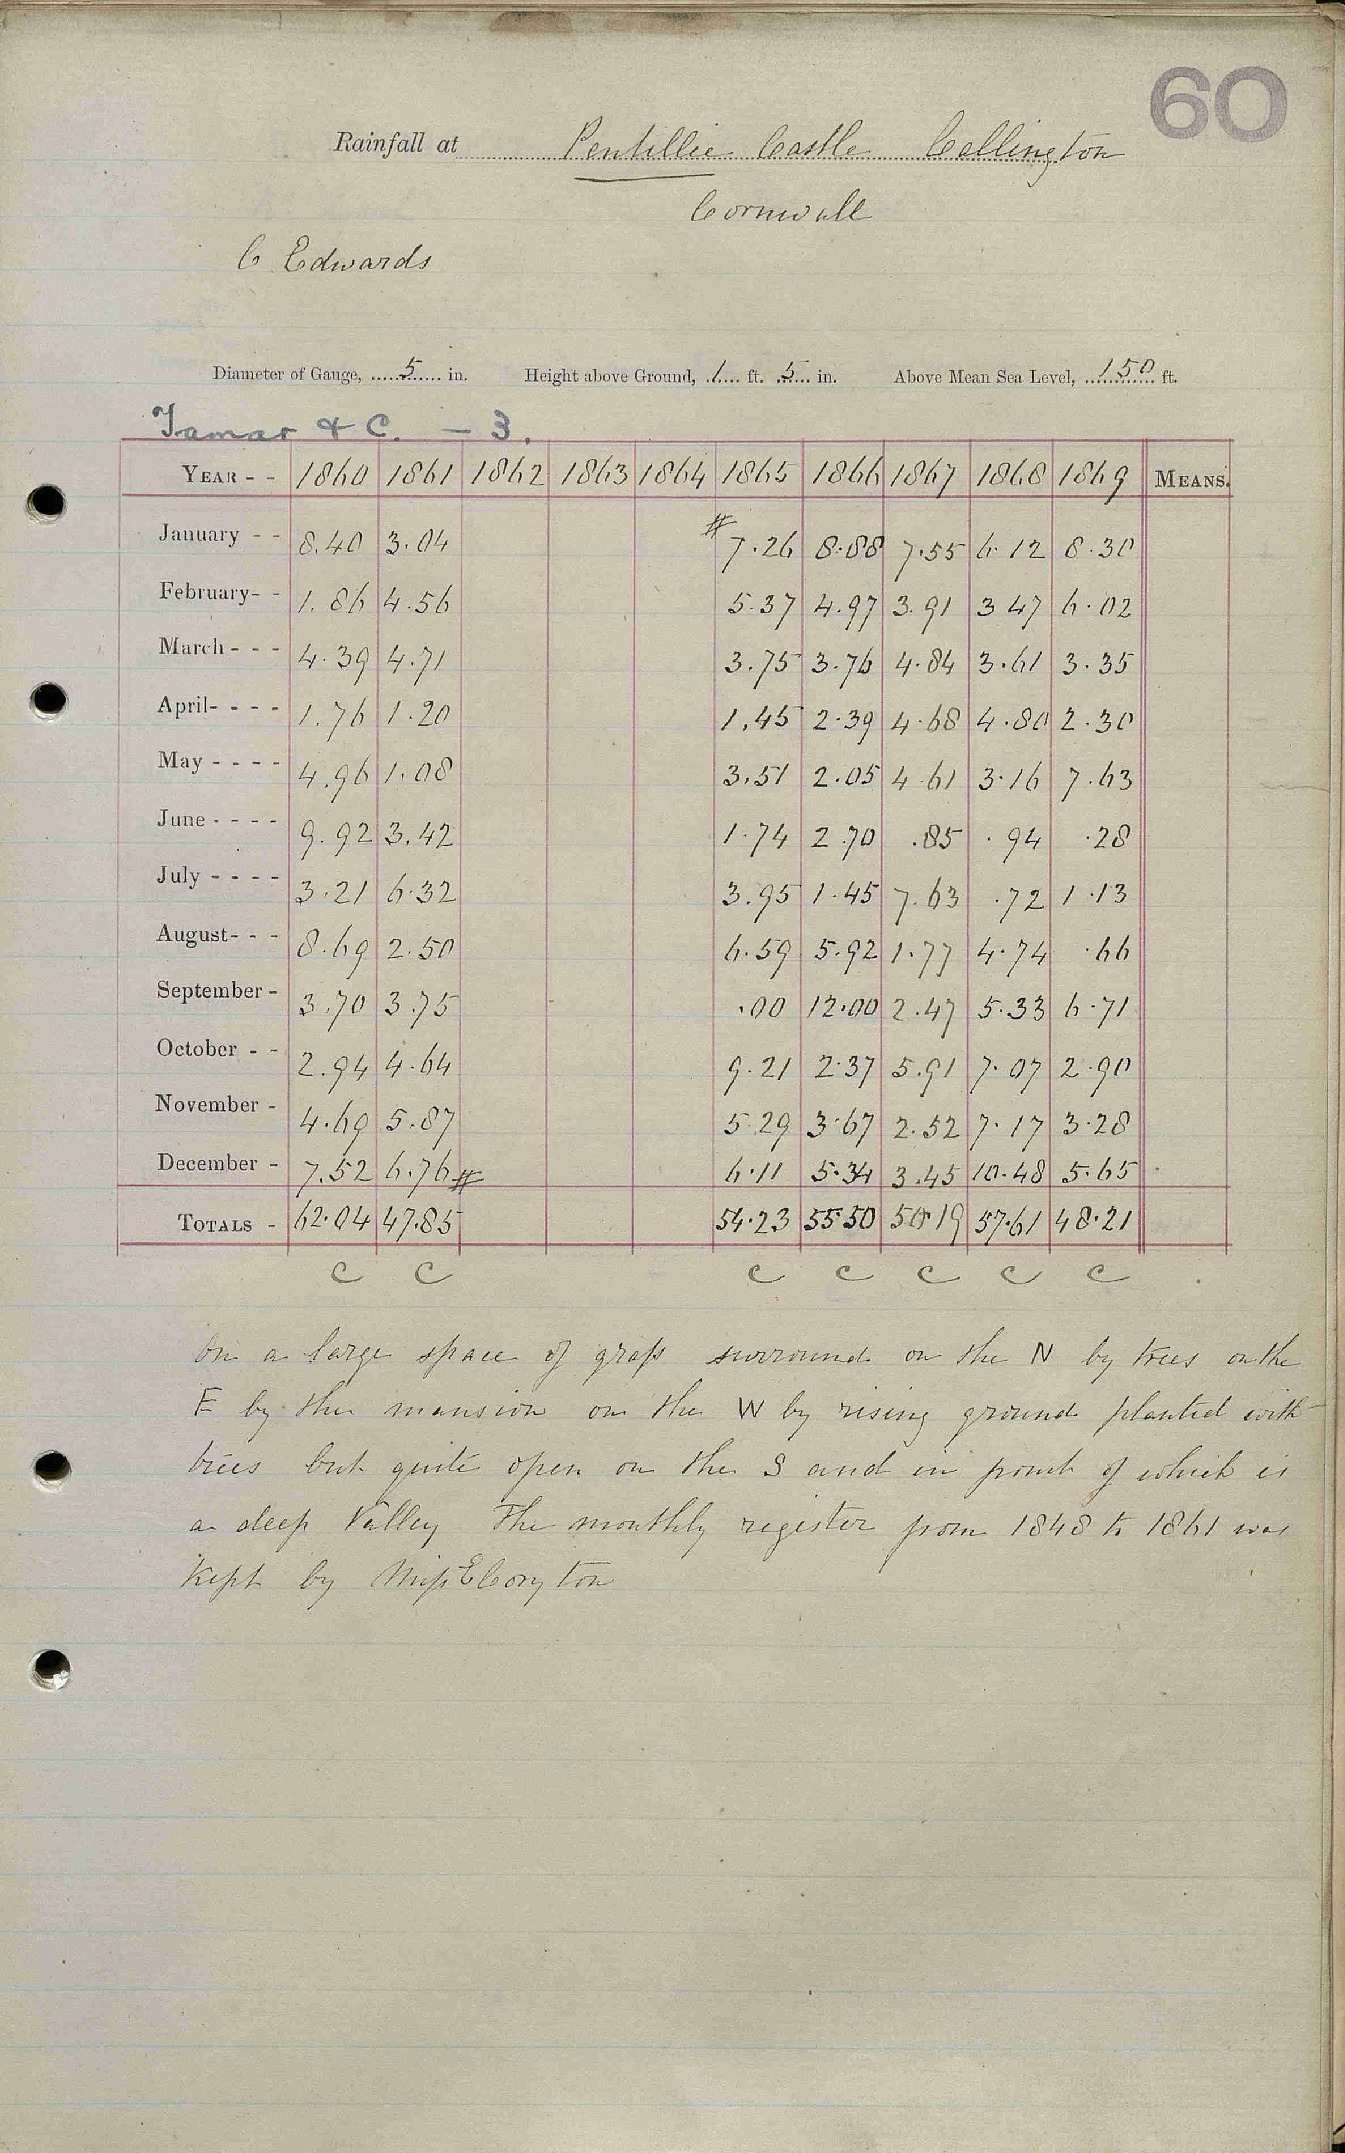 60
Rainfall at Pentillie Castle Callington
Cornwall
C Edwards
Diameter of Gauge, 5 in. Height above Ground, 1 ft. 5 in. Above Mean Sea Level, 150 ft.
Tamar & C. - 3.
YEAR - - 1860 1861 1862 1863 1864 1865 1866 1867 1868 1869 MEANS.
January - - 8.40 3.04 # 7.26 8.88 7.55 6.12 8.30
February- - 1.86 4.56 5.37 4.97 3.91 3 47 6.02
March - - - 4.39 4.71 3.75 3.76 4.84 3.61 3.35
April- - - - 1.76 1.20 1.45 2.39 4.68 4.80 2.30
May - - - - 4.96 1.08 3.51 2.05 4.61 3.16 7.63
June - - - - 9.92 3.42 1.74 2.70 .85 .94 .28
July - - - - 3.21 6.32 3.95 1.45 7.63 .72 1.13
August- - - 8.69 2.50 6.59 5.92 1.77 4.74 .66
September - 3.70 3.75 .00 12.00 2.47 5.33 6.71
October - - 2.94 4.64 9.21 2.37 5.91 7.07 2.90
November - 4.69 5.87 5.29 3.67 2.52 7.17 3.28
December - 7.52 6.76 # 6.11 5.34 3.45 10.48 5.65
TOTALS - 62.04 47.85 54.23 55.50 50.19 57.61 48.21
C C C C C C C
On a large space of grass surround on the N by trees on the
E by the mansion on the W by rising ground planted with
trees but quite open on the S and in front of which is
a deep Valley The monthly register from 1848 to 1861 was
kept by Miss E Coryton